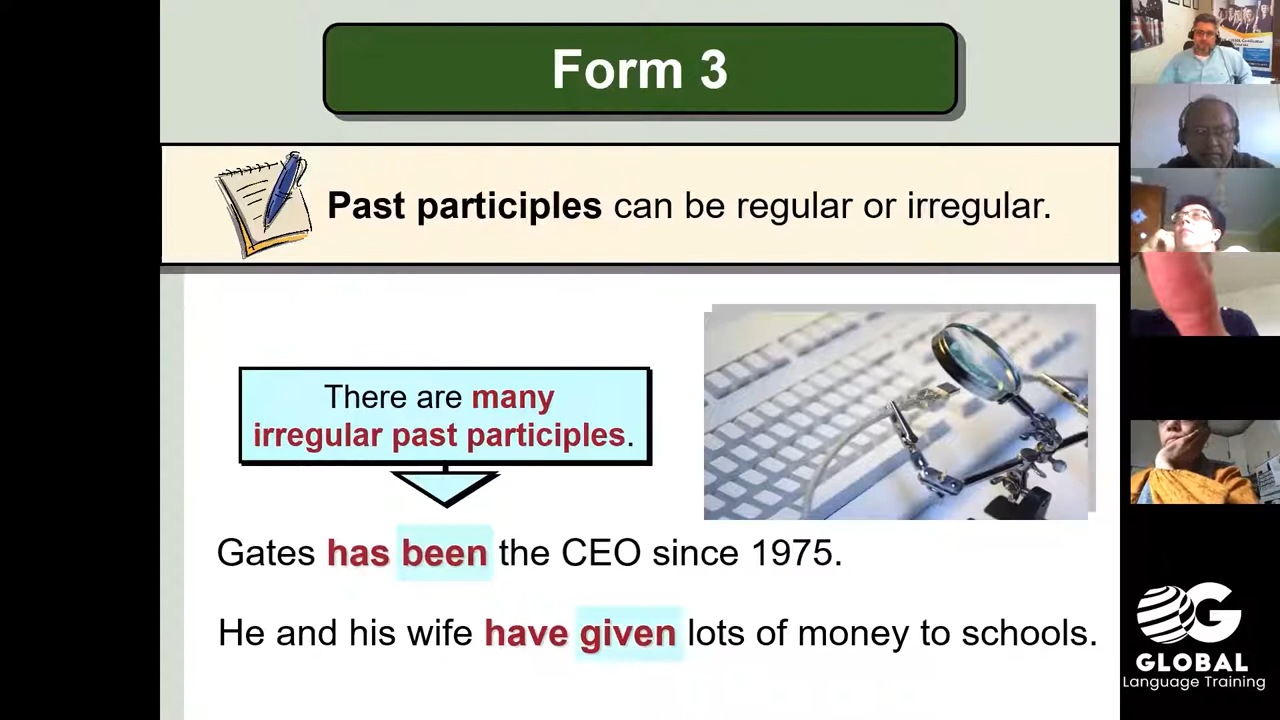 Form 3
Past participles can be regular or irregular.
There are many
irregular past participles.
Gates has been the CEO since 1975.
He and his wife have given lots of money to schools.
G
GLOBAL
Language Training